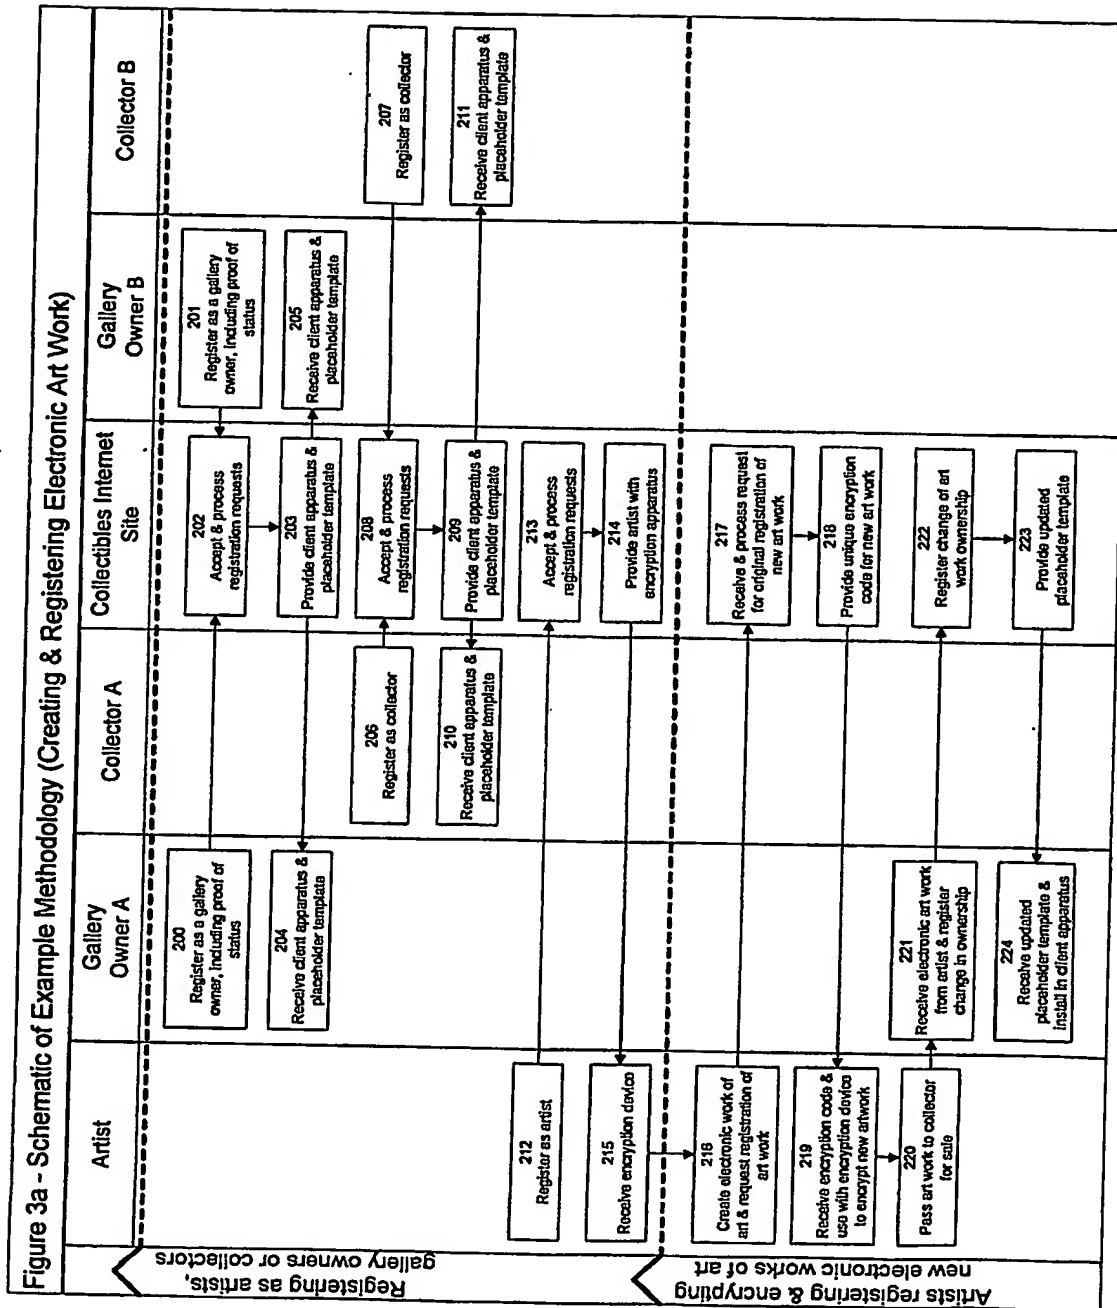 Figure 3a - Schematic of Example Methodology (Creating & Registering Electronic Art Work)
Artist
Gallery
Owner A
Collector A
Collectibles Internet
Site
Gallery
Owner B
Collector B
Registering as artists,
gallery owners or collectors
200
Register as a gallery
owner, including proof of
status
202
Accept & process
registration requests
201
Register as a gallery
owner, including proof of
status
204
Receive client apparatus &
placeholder template
203
Provide client apparatus &
placeholder template
205
Receive client apparatus &
placeholder template
206
Register as collector
208
Accept & process
registration requests
207
Register as collector
210
Receive client apparatus &
placeholder template
209
Provide client apparatus &
placeholder template
211
Receive client apparatus &
placeholder template
212
Register as artist
213
Accept & process
registration requests
215
Receive encryption device
214
Provide artist with
encryption apparatus
Artists registering & encrypting
new electronic works of art
218
Create electronic work of
art & request registration of
art work
217
Receive & process request
for original registration of
new art work
219
Receive encryption code &
use with encryption device
to encrypt new artwork
218
Provide unique encryption
code for new art work
220
Pass art work to collector
for sale
221
Receive electronic art work
from artist & register
change in ownership
222
Register change of art
work ownership
224
Receive updated
placeholder template &
install in client apparatus
223
Provide updated
placeholder template